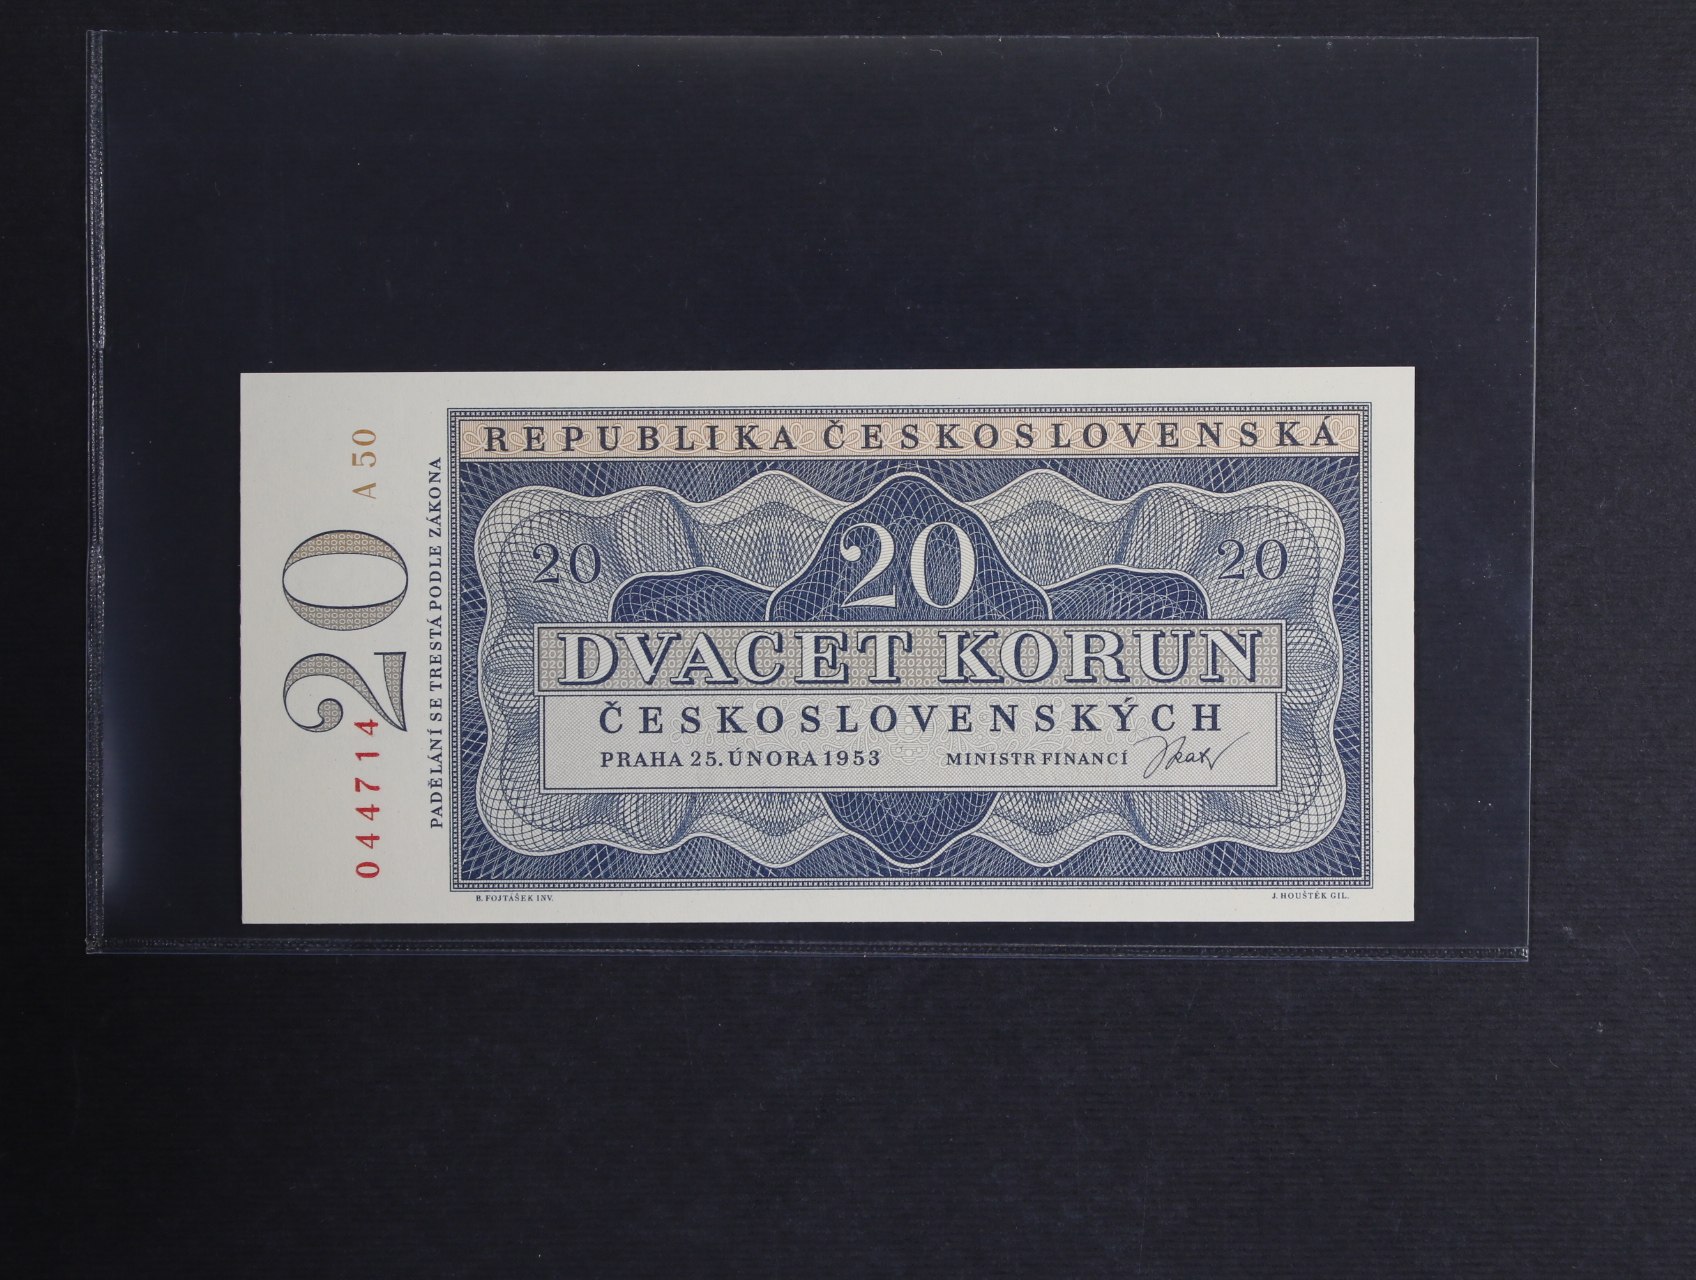 REPUBLIKA ČESKOSLOVENSKÁ
20 20 20
DVACET KORUN
ČESKOSLOVENSKÝCH
PRAHA 25. ÚNORA 1953 MINISTR FINANCÍ
B. FOJTÁŠEK INV. J. HOUŠTĚK GIL.
PADĚLÁNÍ SE TRESTÁ PODLE ZÁKONA
20
A 50
044714